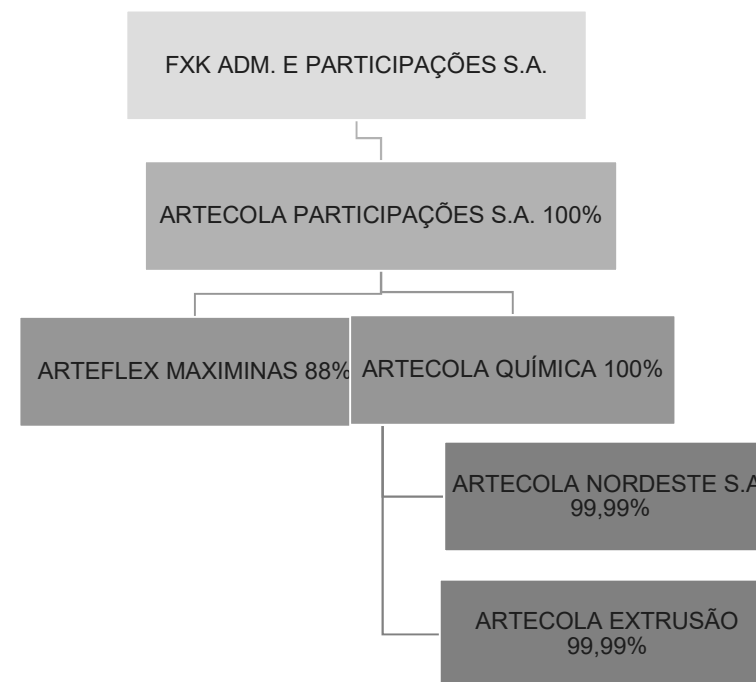 FXK ADM. E PARTICIPAÇÕES S.A.
ARTECOLA PARTICIPAÇÕES S.A. 100%
ARTEFLEX MAXIMINAS 88%
ARTECOLA QUÍMICA 100%
ARTECOLA NORDESTE S.A
99,99%
ARTECOLA EXTRUSÃO
99,99%